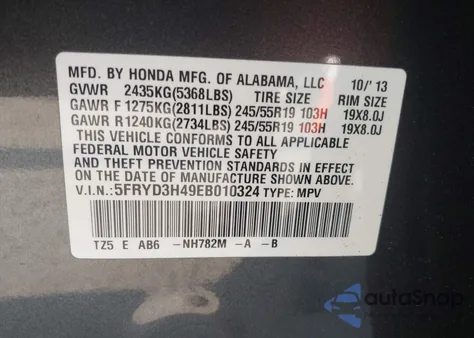 MFD. BY HONDA MFG. OF ALABAMA, LLC 10/'13
GVWR 2435KG(5368LBS) TIRE SIZE RIM SIZE
GAWR F 1275KG(2811LBS) 245/55R19 103H 19X8.0J
GAWR R1240KG(2734LBS) 245/55R19 103H 19X8.0J
THIS VEHICLE CONFORMS TO ALL APPLICABLE
FEDERAL MOTOR VEHICLE SAFETY
AND THEFT PREVENTION STANDARDS IN EFFECT
ON THE DATE OF MANUFACTURE SHOWN ABOVE.
V.I.N.: 5FRYD3H49EB010324 TYPE: MPV
TZ5 E AB6 -NH782M -A -B
autoSnap